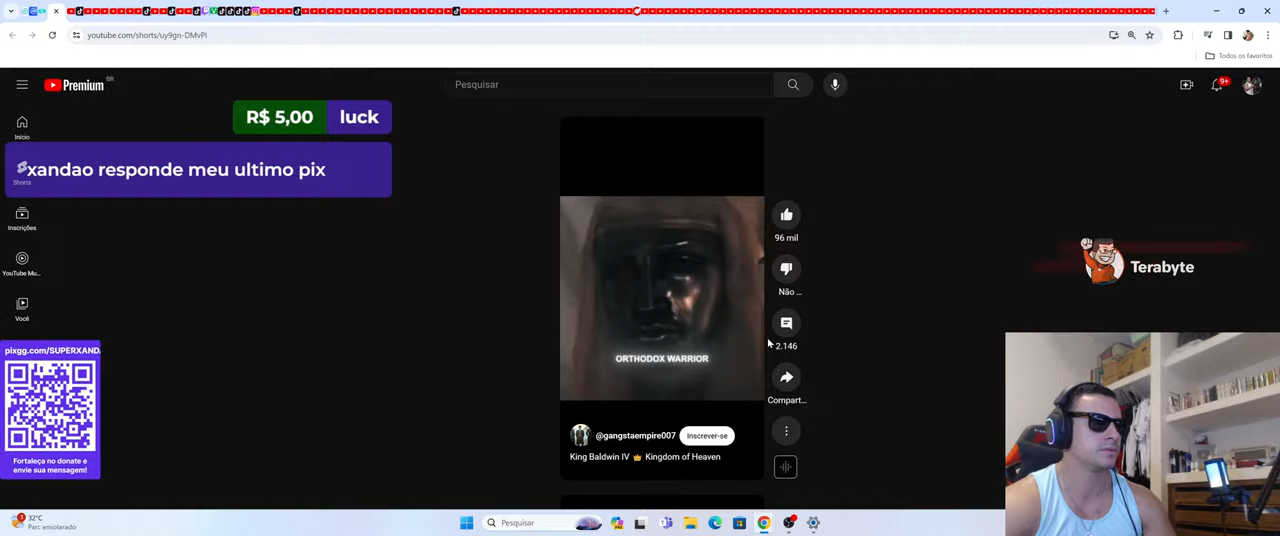 youtube.com/shorts/uy9gn-DMvPI
Todos os favoritos
Premium
BR
Pesquisar
9+
Início
R$ 5,00
luck
xandao responde meu ultimo pix
Shorts
Inscrições
YouTube Mu...
Você
96 mil
Não ...
2.146
Compart...
ORTHODOX WARRIOR
@gangstaempire007
Inscrever-se
King Baldwin IV 👑 Kingdom of Heaven
Terabyte
pixgg.com/SUPERXAND
Fortaleça no donate e
envie sua mensagem!
1
32°C
Parc ensolarado
Pesquisar